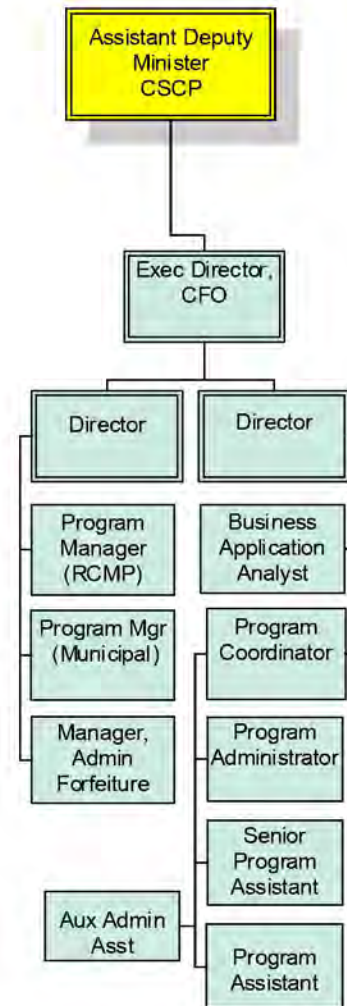 Assistant Deputy
Minister
CSCP
Exec Director,
CFO
Director
Director
Program
Manager
(RCMP)
Business
Application
Analyst
Program Mgr
(Municipal)
Program
Coordinator
Manager,
Admin
Forfeiture
Program
Administrator
Senior
Program
Assistant
Aux Admin
Asst
Program
Assistant